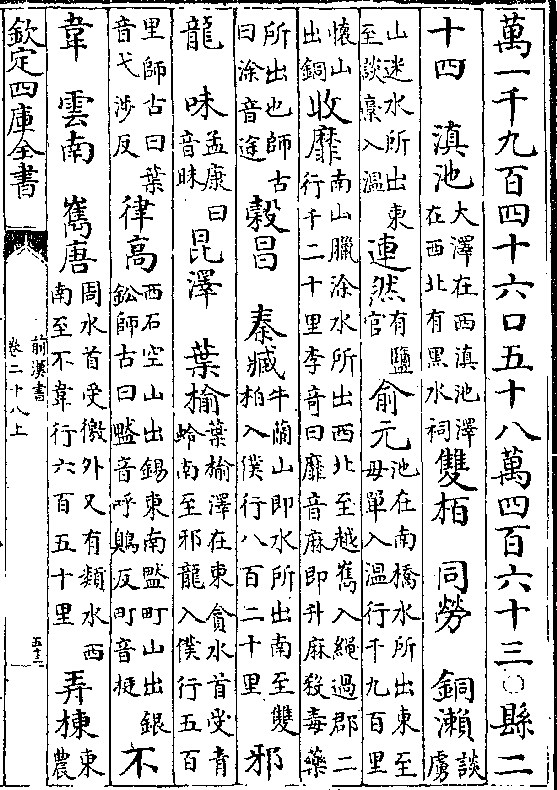 萬一千九百四十六口五十八萬四百六十三○縣二
十四 滇池大澤在西滇池澤在西北有黑水祠雙柏 同勞 銅瀨談虜
山迷水所出東至談稾入溫連然有鹽官俞元池在南橋水所出東至毋單入溫行千九百里
懷山出銅收靡南山臘涂水所出西北至越嶲入繩過郡二行千二十里李奇曰靡音麻即升麻殺毒藥
所出也師古曰涂音途穀昌 秦臧牛蘭山即水所出南至雙柏入僕行八百二十里邪
龍 味孟康曰音昧昆澤 葉榆葉榆澤在東貪水首受青蛉南至邪龍入僕行五百
里師古曰葉音弋涉反律高西石空山出錫東南盢町山出銀鈆師古曰盢音呼鵙反町音挺不
韋 雲南 嶲唐周水首受徼外又有類水西南至不韋行六百五十里弄棟東農
欽定四庫全書
前漢書
卷二十八上